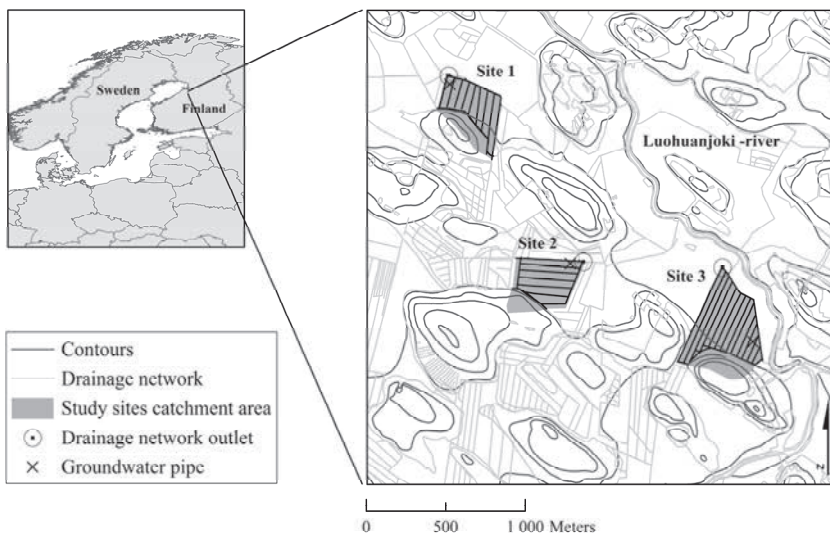 Sweden
Finland
Site 1
Luohuanjoki -river
Site 2
Site 3
Contours
Drainage network
Study sites catchment area
Drainage network outlet
Groundwater pipe
N
0 500 1 000 Meters